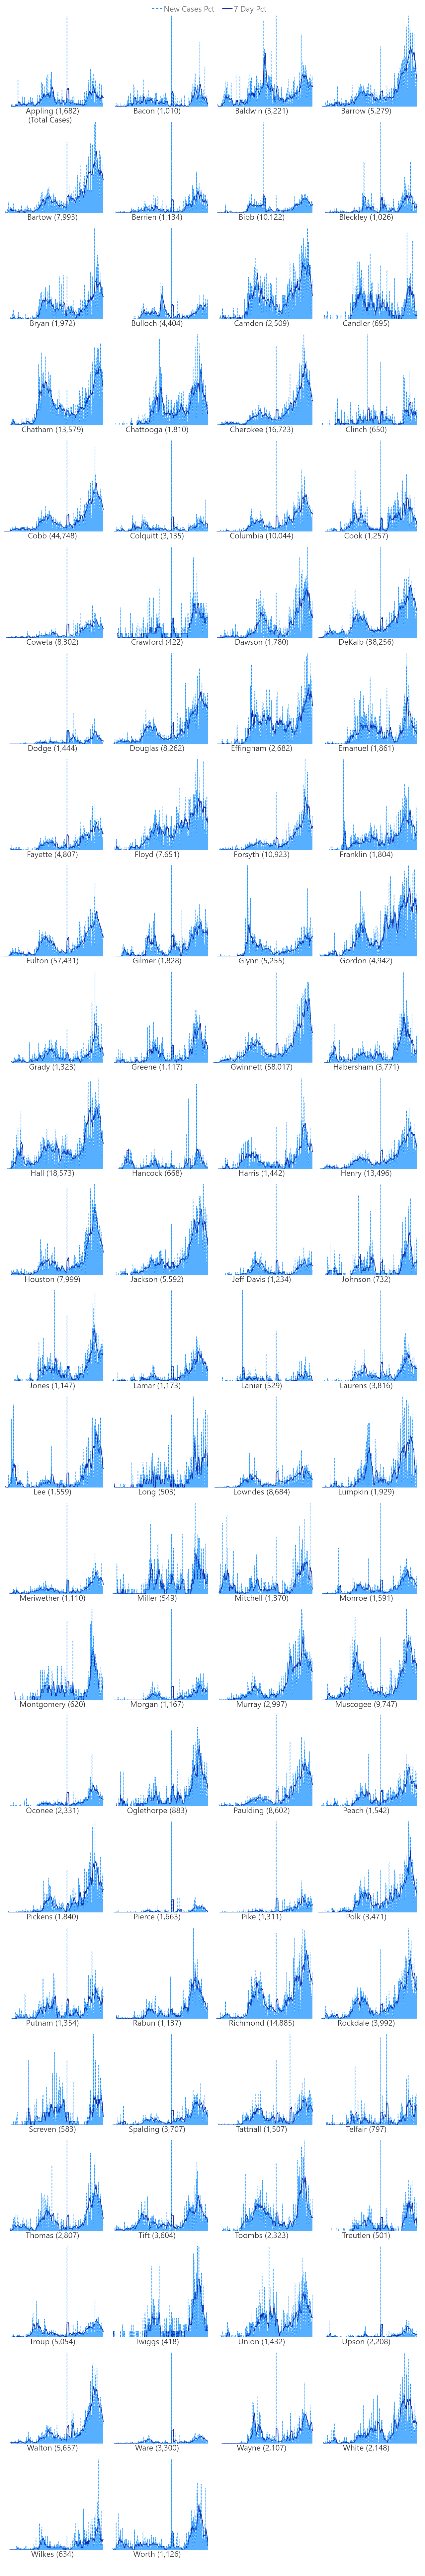 New Cases Pct 7 Day Pct
Appling (1,682) Bacon (1,010) Baldwin (3,221) Barrow (5,279)
(Total Cases)
Bartow (7,993) Berrien (1,134) Bibb (10,122) Bleckley (1,026)
Bryan (1,972) Bulloch (4,404) Camden (2,509) Candler (695)
Chatham (13,579) Chattooga (1,810) Cherokee (16,723) Clinch (650)
Cobb (44,748) Colquitt (3,135) Columbia (10,044) Cook (1,257)
Coweta (8,302) Crawford (422) Dawson (1,780) DeKalb (38,256)
Dodge (1,444) Douglas (8,262) Effingham (2,682) Emanuel (1,861)
Fayette (4,807) Floyd (7,651) Forsyth (10,923) Franklin (1,804)
Fulton (57,431) Gilmer (1,828) Glynn (5,255) Gordon (4,942)
Grady (1,323) Greene (1,117) Gwinnett (58,017) Habersham (3,771)
Hall (18,573) Hancock (668) Harris (1,442) Henry (13,496)
Houston (7,999) Jackson (5,592) Jeff Davis (1,234) Johnson (732)
Jones (1,147) Lamar (1,173) Lanier (529) Laurens (3,816)
Lee (1,559) Long (503) Lowndes (8,684) Lumpkin (1,929)
Meriwether (1,110) Miller (549) Mitchell (1,370) Monroe (1,591)
Montgomery (620) Morgan (1,167) Murray (2,997) Muscogee (9,747)
Oconee (2,331) Oglethorpe (883) Paulding (8,602) Peach (1,542)
Pickens (1,840) Pierce (1,663) Pike (1,311) Polk (3,471)
Putnam (1,354) Rabun (1,137) Richmond (14,885) Rockdale (3,992)
Screven (583) Spalding (3,707) Tattnall (1,507) Telfair (797)
Thomas (2,807) Tift (3,604) Toombs (2,323) Treutlen (501)
Troup (5,054) Twiggs (418) Union (1,432) Upson (2,208)
Walton (5,657) Ware (3,300) Wayne (2,107) White (2,148)
Wilkes (634) Worth (1,126)